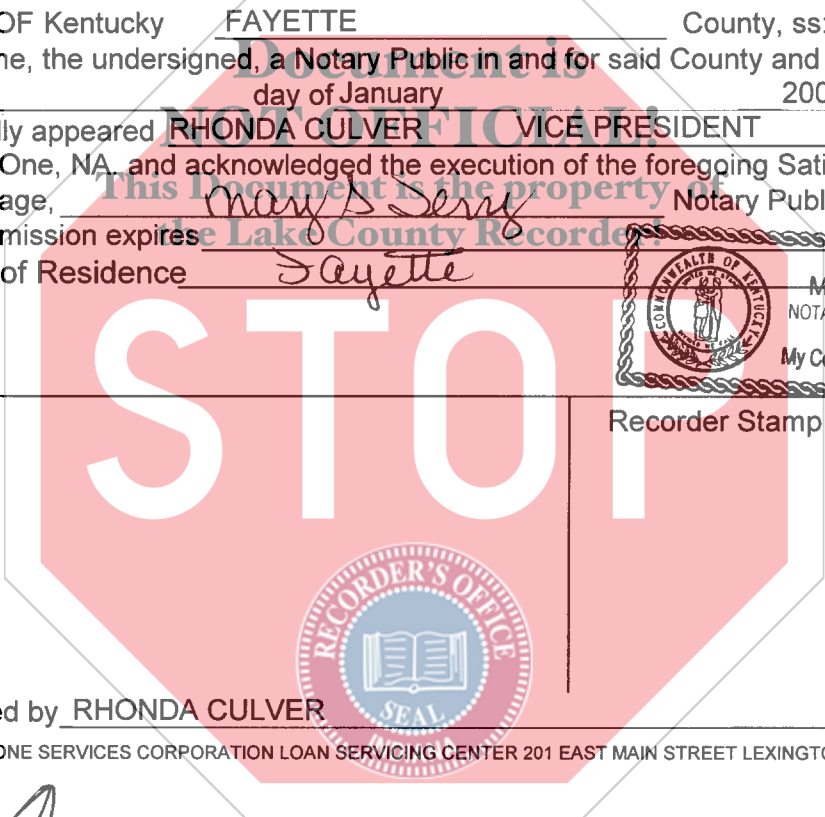 OF Kentucky FAYETTE County, ss:
me, the undersigned, a Notary Public in and for said County and
Document is
day of January 200
NOT OFFICIAL!
lly appeared RHONDA CULVER VICE PRESIDENT
One, NA. and acknowledged the execution of the foregoing Sati
This Document is the property of
age, Notary Publ
the Lake County Recorder!
mission expires
of Residence Fayette
COMMONWEALTH OF KENTUCKY
M
NOTA
My Co
STOP
Recorder Stamp
RECORDER'S OFFICE
SEAL
ed by RHONDA CULVER
ONE SERVICES CORPORATION LOAN SERVICING CENTER 201 EAST MAIN STREET LEXINGTO